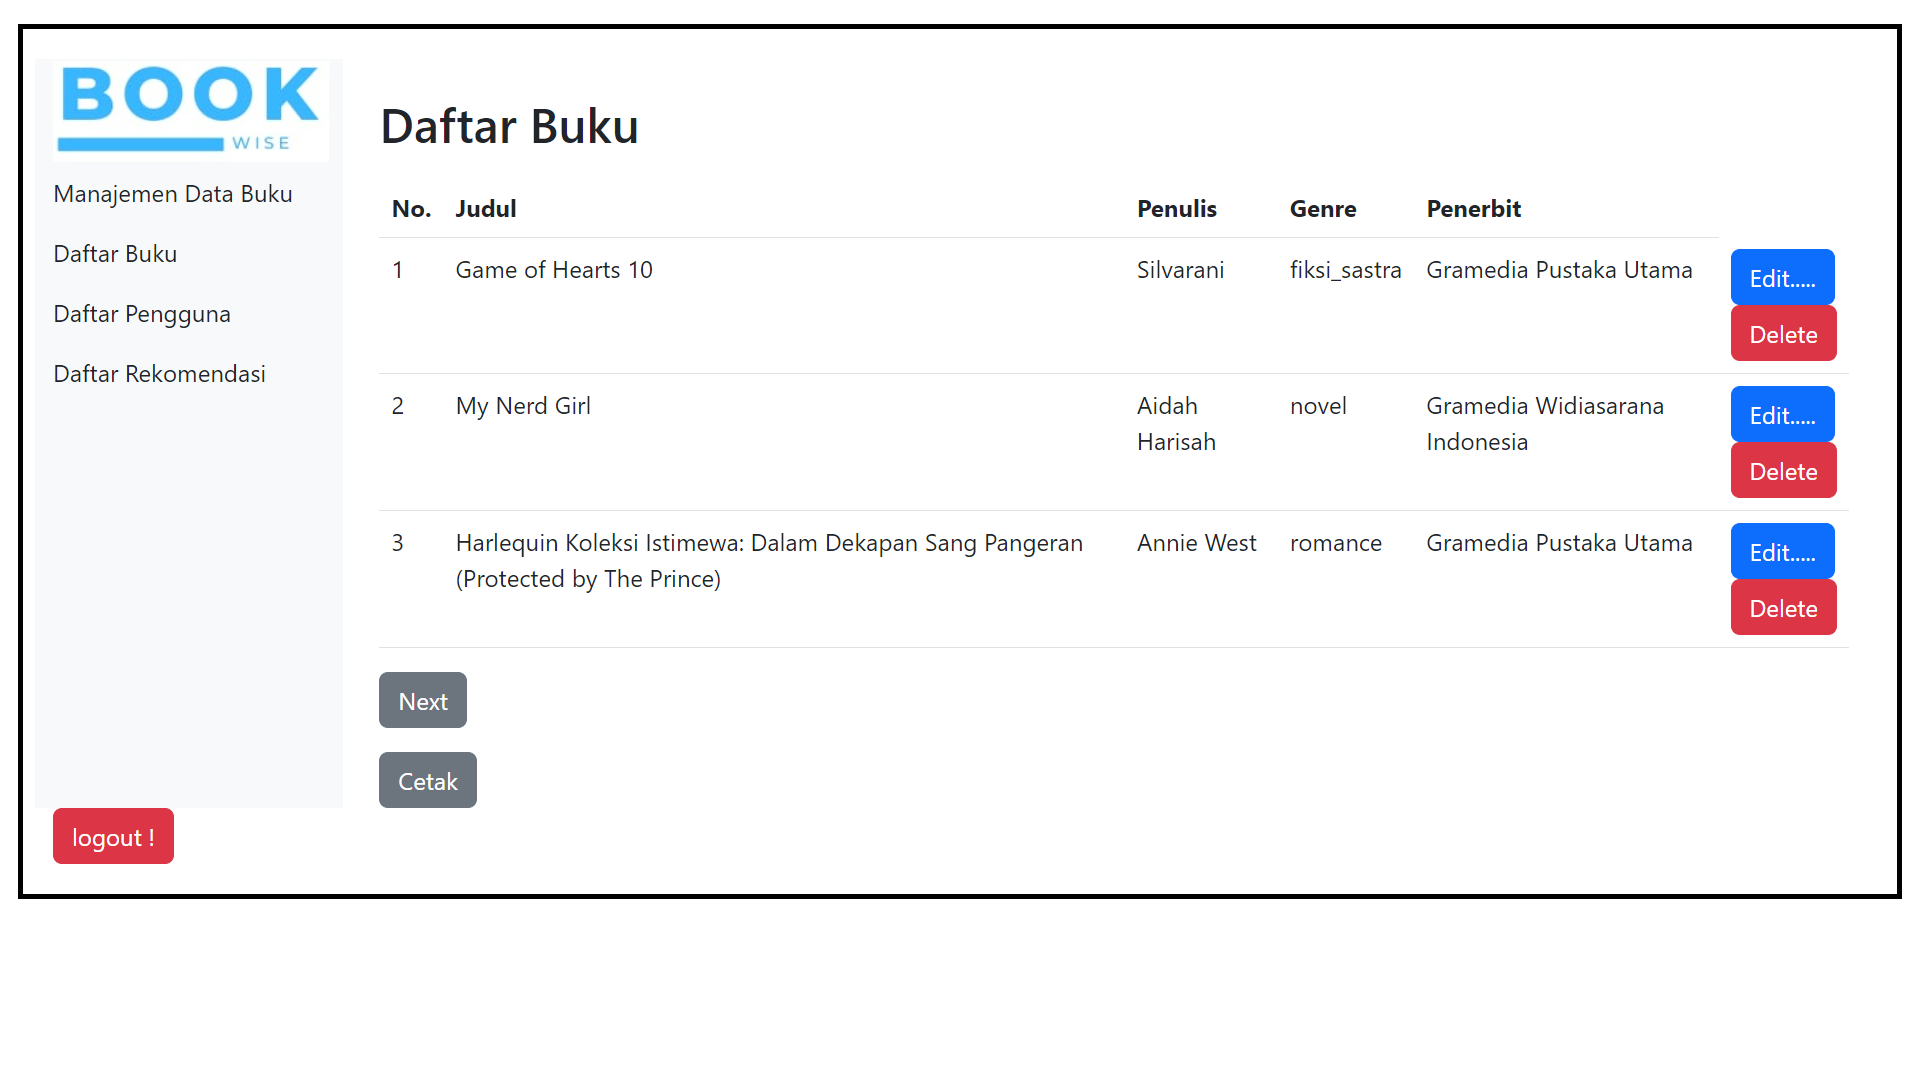 BOOK
WISE
Manajemen Data Buku
Daftar Buku
Daftar Pengguna
Daftar Rekomendasi
logout !
Daftar Buku
No. Judul Penulis Genre Penerbit
1 Game of Hearts 10 Silvarani fiksi_sastra Gramedia Pustaka Utama Edit.....
Delete
2 My Nerd Girl Aidah novel Gramedia Widiasarana Edit.....
Harisah Indonesia
Delete
3 Harlequin Koleksi Istimewa: Dalam Dekapan Sang Pangeran Annie West romance Gramedia Pustaka Utama Edit.....
(Protected by The Prince)
Delete
Next
Cetak